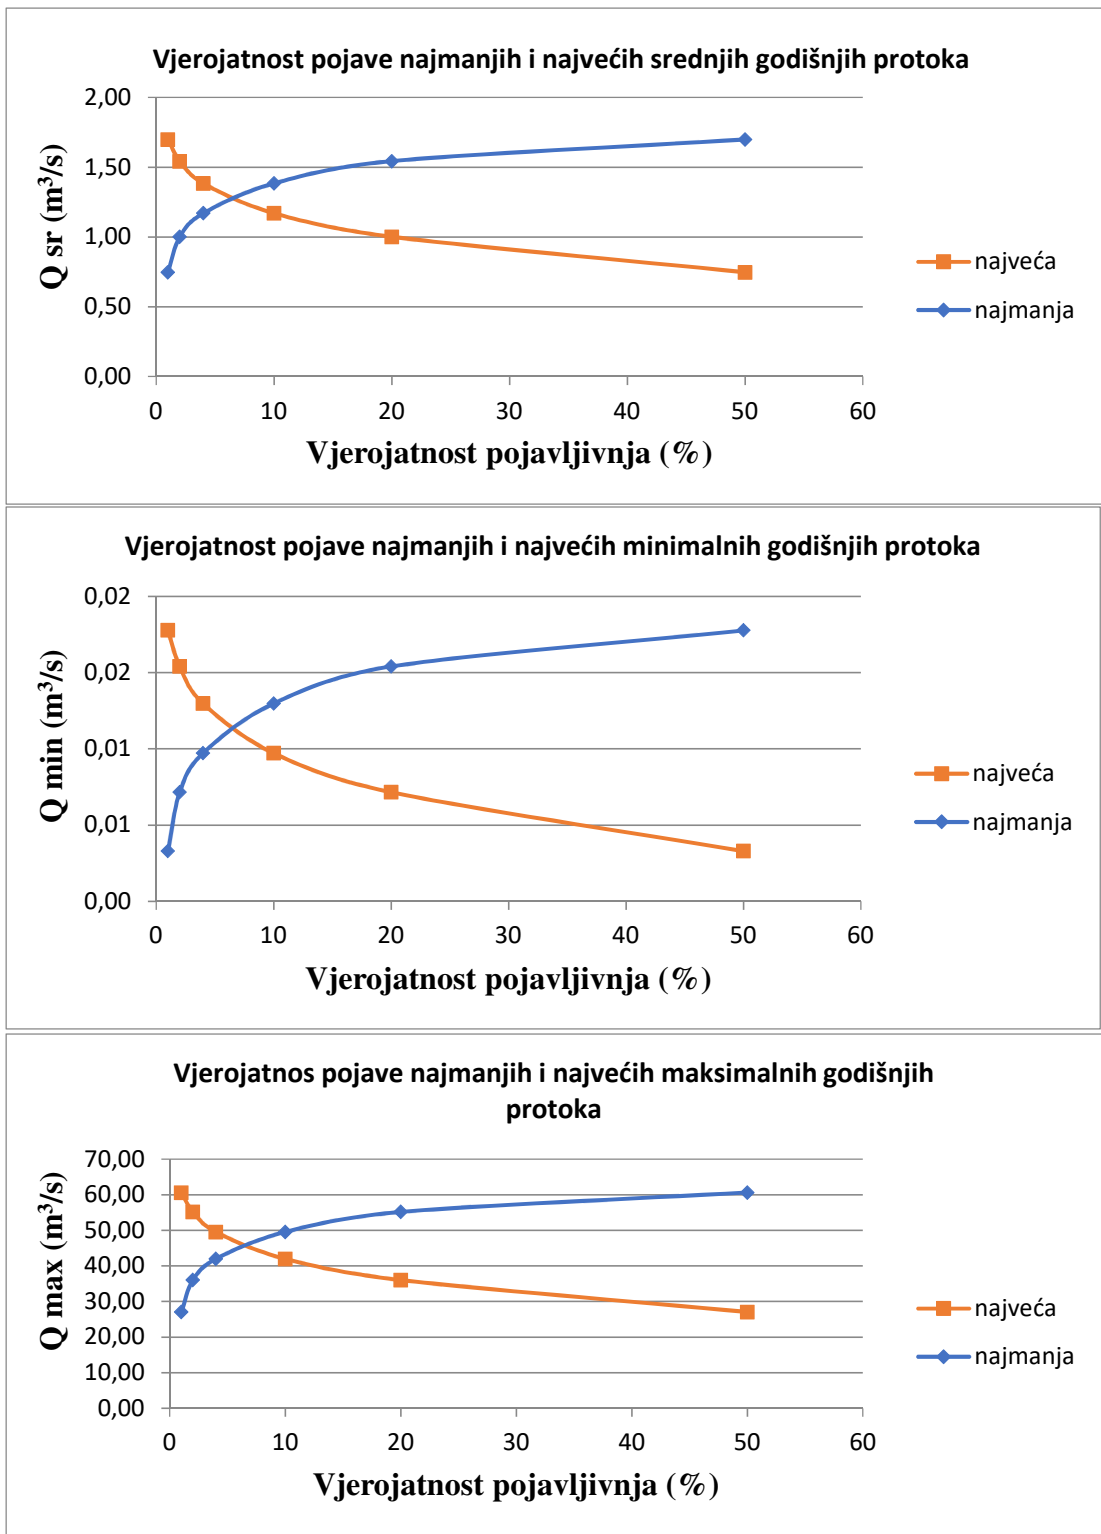 Vjerojatnost pojave najmanjih i najvećih srednjih godišnjih protoka
2,00
1,50
1,00
0,50
0,00
Q sr (m³/s)
0 10 20 30 40 50 60
Vjerojatnost pojavljivnja (%)
najveća
najmanja
Vjerojatnost pojave najmanjih i najvećih minimalnih godišnjih protoka
0,02
0,02
0,01
0,01
0,00
Q min (m³/s)
0 10 20 30 40 50 60
Vjerojatnost pojavljivnja (%)
najveća
najmanja
Vjerojatnos pojave najmanjih i najvećih maksimalnih godišnjih
protoka
70,00
60,00
50,00
40,00
30,00
20,00
10,00
0,00
Q max (m³/s)
0 10 20 30 40 50 60
Vjerojatnost pojavljivnja (%)
najveća
najmanja